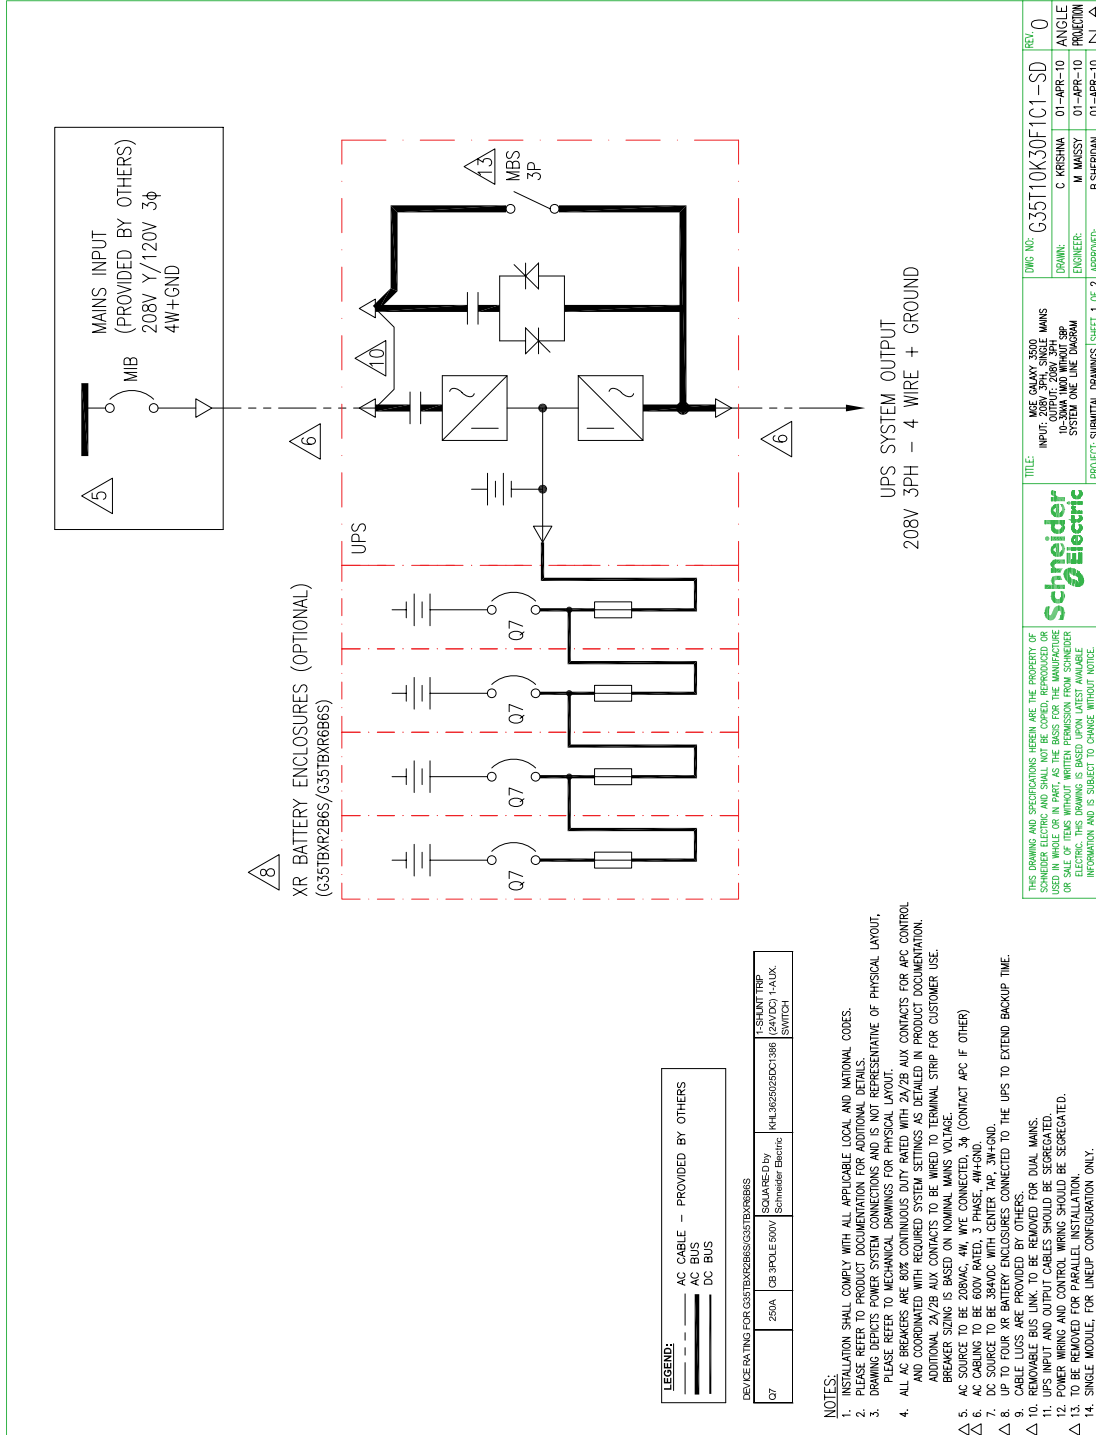 MAINS INPUT
(PROVIDED BY OTHERS)
208V Y/120V 3ϕ
4W+GND
MIB
5
6
10
13
MBS
3P
UPS
6
UPS SYSTEM OUTPUT
208V 3PH – 4 WIRE + GROUND
8
XR BATTERY ENCLOSURES (OPTIONAL)
(G35TBXR2B6S/G35TBXR6B6S)
Q7
Q7
Q7
Q7
LEGEND:
AC CABLE – PROVIDED BY OTHERS
AC BUS
DC BUS
DEVICE RATING FOR G35TBXR2B6S/G35TBXR6B6S
Q7
250A
CB 3POLE 500V
SQUARE-D by
Schneider Electric
KHL3625025DC1386
1-SHUNT TRIP
(24VDC) 1-AUX.
SWITCH
NOTES:
1. INSTALLATION SHALL COMPLY WITH ALL APPLICABLE LOCAL AND NATIONAL CODES.
2. PLEASE REFER TO PRODUCT DOCUMENTATION FOR ADDITIONAL DETAILS.
3. DRAWING DEPICTS POWER SYSTEM CONNECTIONS AND IS NOT REPRESENTATIVE OF PHYSICAL LAYOUT,
PLEASE REFER TO MECHANICAL DRAWINGS FOR PHYSICAL LAYOUT.
4. ALL AC BREAKERS ARE 80% CONTINUOUS DUTY RATED WITH 2A/2B AUX CONTACTS FOR APC CONTROL
AND COORDINATED WITH REQUIRED SYSTEM SETTINGS AS DETAILED IN PRODUCT DOCUMENTATION.
ADDITIONAL 2A/2B AUX CONTACTS TO BE WIRED TO TERMINAL STRIP FOR CUSTOMER USE.
BREAKER SIZING IS BASED ON NOMINAL MAINS VOLTAGE.
5. AC SOURCE TO BE 208VAC, 4W, WYE CONNECTED, 3ϕ (CONTACT APC IF OTHER)
6. AC CABLING TO BE 600V RATED, 3 PHASE, 4W+GND.
7. DC SOURCE TO BE 384VDC WITH CENTER TAP, 3W+GND.
8. UP TO FOUR XR BATTERY ENCLOSURES CONNECTED TO THE UPS TO EXTEND BACKUP TIME.
9. CABLE LUGS ARE PROVIDED BY OTHERS.
10. REMOVABLE BUS LINK. TO BE REMOVED FOR DUAL MAINS.
11. UPS INPUT AND OUTPUT CABLES SHOULD BE SEGREGATED.
12. POWER WIRING AND CONTROL WIRING SHOULD BE SEGREGATED.
13. TO BE REMOVED FOR PARALLEL INSTALLATION.
14. SINGLE MODULE, FOR LINEUP CONFIGURATION ONLY.
THIS DRAWING AND SPECIFICATIONS HEREIN ARE THE PROPERTY OF
SCHNEIDER ELECTRIC AND SHALL NOT BE COPIED, REPRODUCED OR
USED IN WHOLE OR IN PART, AS THE BASIS FOR THE MANUFACTURE
OR SALE OF ITEMS WITHOUT WRITTEN PERMISSION FROM SCHNEIDER
ELECTRIC. THIS DRAWING IS BASED UPON LATEST AVAILABLE
INFORMATION AND IS SUBJECT TO CHANGE WITHOUT NOTICE.
Schneider
Electric
TITLE:
MGE GALAXY 3500
INPUT: 208V 3PH, SINGLE MAINS
OUTPUT: 208V 3PH
10-30kVA 1MOD WITHOUT SBP
SYSTEM ONE LINE DIAGRAM
PROJECT: SUBMITTAL DRAWINGS
SHEET 1 OF 2
DWG NO: G35T10K30F1C1-SD
REV. 0
DRAWN: C KRISHNA 01-APR-10
ENGINEER: M MAISSY 01-APR-10
APPROVED: B SHERIDAN 01-APR-10
ANGLE
PROJECTION